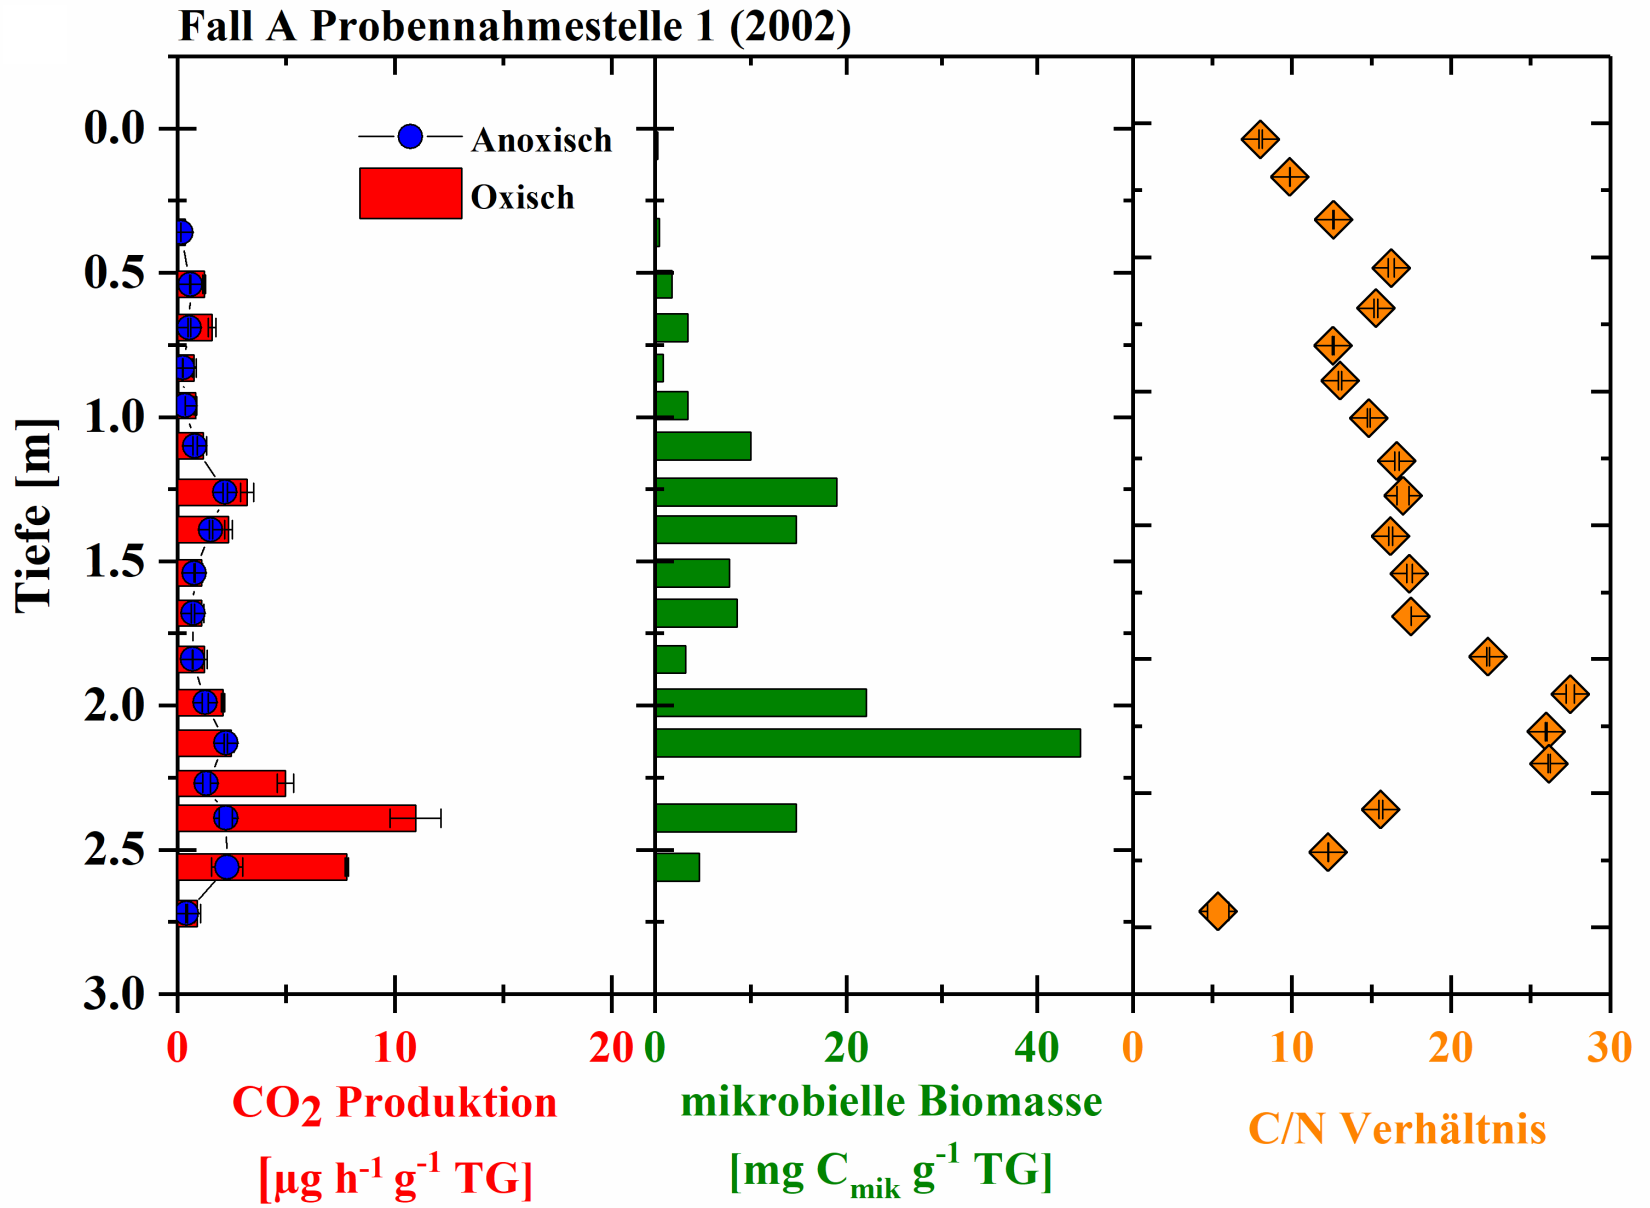 Fall A Probennahmestelle 1 (2002)
Anoxisch
Oxisch
Tiefe [m]
0.0
0.5
1.0
1.5
2.0
2.5
3.0
0 10 20 0 20 40 0 10 20 30
CO2 Produktion
[µg h-1 g-1 TG]
mikrobielle Biomasse
[mg Cmik g-1 TG]
C/N Verhältnis